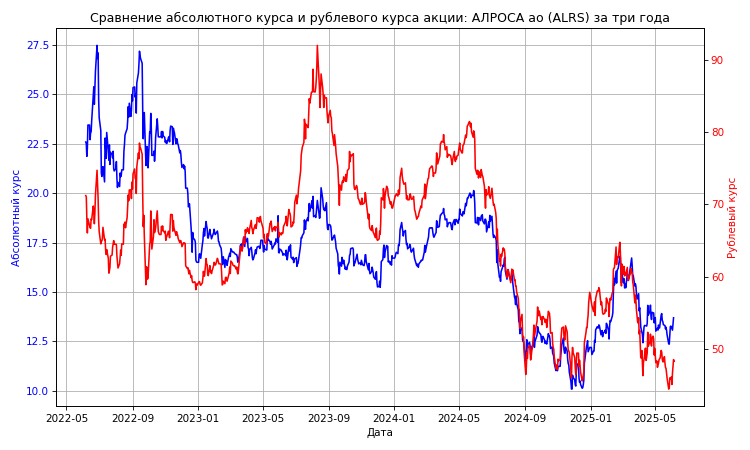 Сравнение абсолютного курса и рублевого курса акции: АЛРОСА ао (ALRS) за три года
27.5
25.0
22.5
20.0
17.5
15.0
12.5
10.0
Абсолютный курс
90
80
70
60
50
Рублевый курс
2022-05 2022-09 2023-01 2023-05 2023-09 2024-01 2024-05 2024-09 2025-01 2025-05
Дата